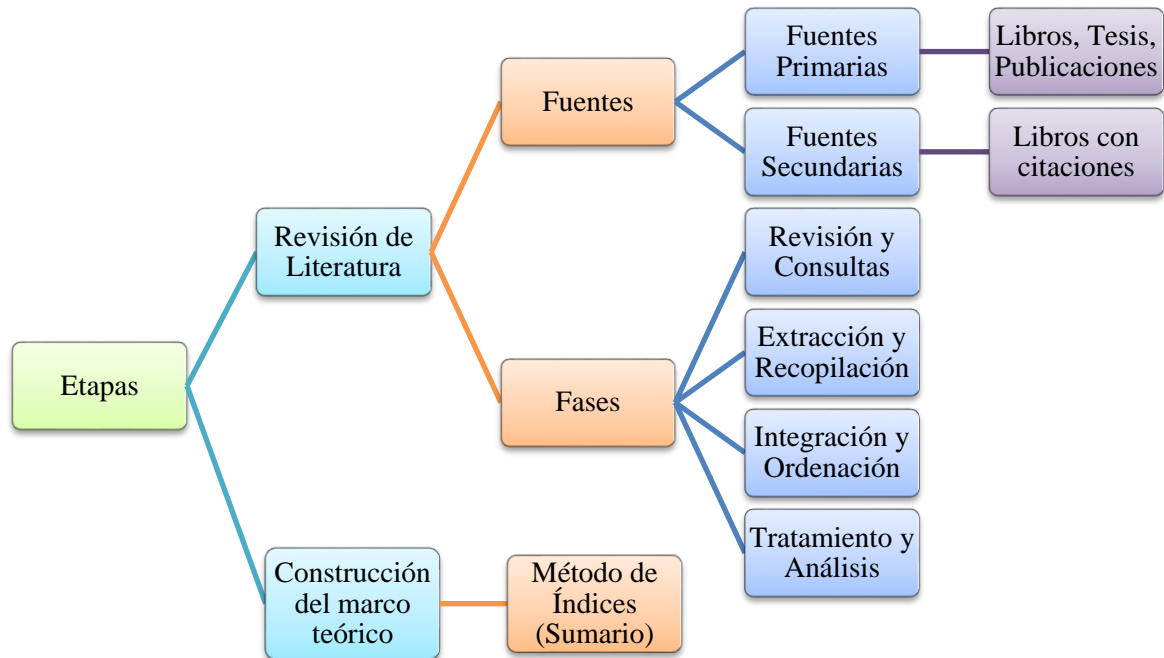 Etapas
Revisión de
Literatura
Fuentes
Fuentes
Primarias
Libros, Tesis,
Publicaciones
Fuentes
Secundarias
Libros con
citaciones
Fases
Revisión y
Consultas
Extracción y
Recopilación
Integración y
Ordenación
Tratamiento y
Análisis
Construcción
del marco
teórico
Método de
Índices
(Sumario)